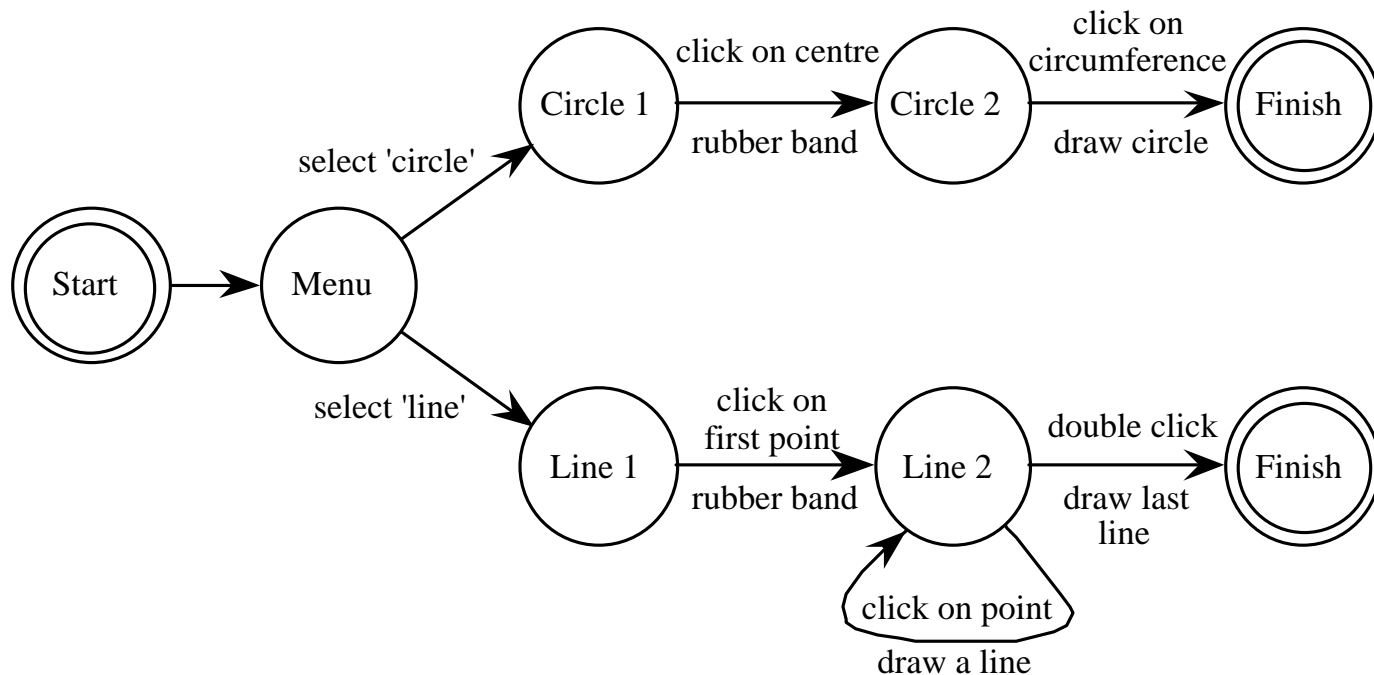 click on
click on centre
circumference
Circle 1
Circle 2
Finish
rubber band
draw circle
select 'circle'
Start
Menu
select 'line'
click on
first point
double click
Line 1
Line 2
Finish
rubber band
draw last
line
click on point
draw a line